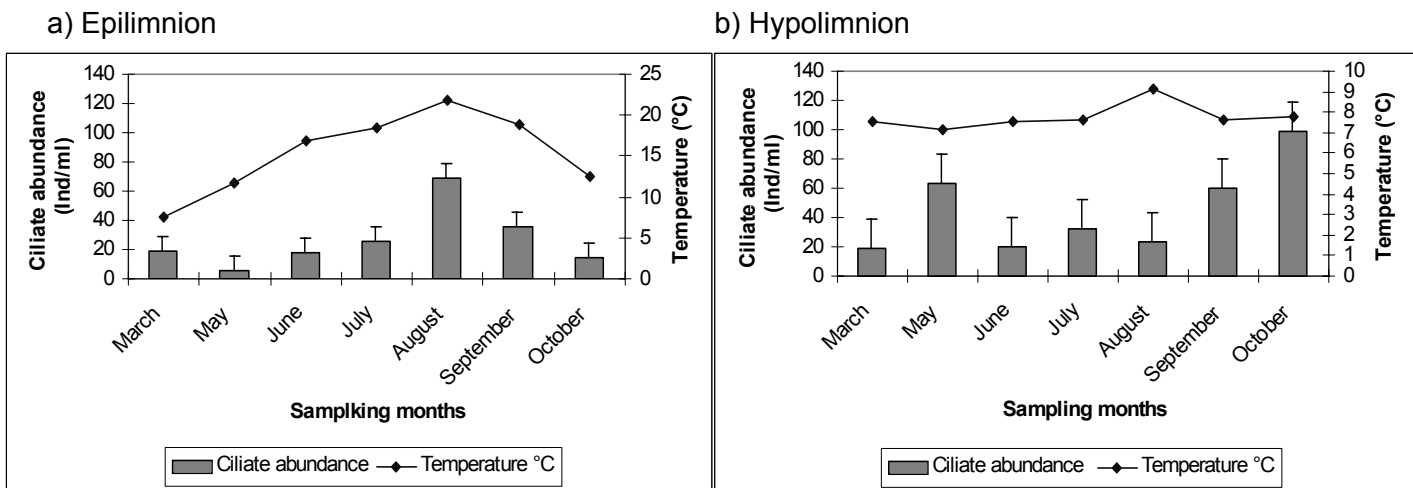 a) Epilimnion
Ciliate abundance
(Ind/ml)
140
120
100
80
60
40
20
0
25
20
15
10
5
0
Temperature (°C)
March
May
June
July
August
September
October
Samplking months
Ciliate abundance
Temperature °C
b) Hypolimnion
Ciliate abundance
(Ind/ml)
140
120
100
80
60
40
20
0
10
9
8
7
6
5
4
3
2
1
0
Temperature (°C)
March
May
June
July
August
September
October
Sampling months
Ciliate abundance
Temperature °C